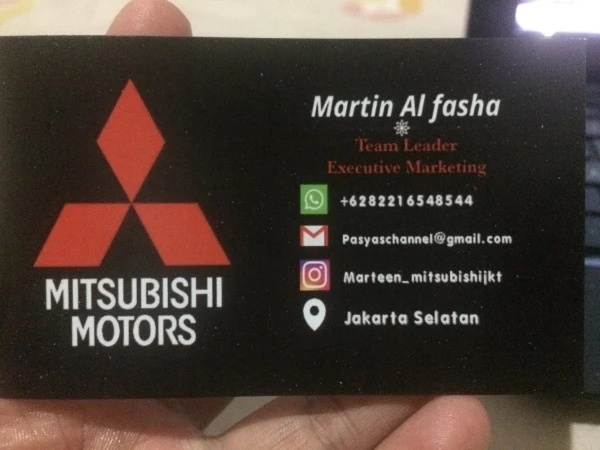 MITSUBISHI
MOTORS
Martin Al fasha
Team Leader
Executive Marketing
+6282216548544
Pasyaschannel@gmail.com
Marteen_mitsubishijkt
Jakarta Selatan